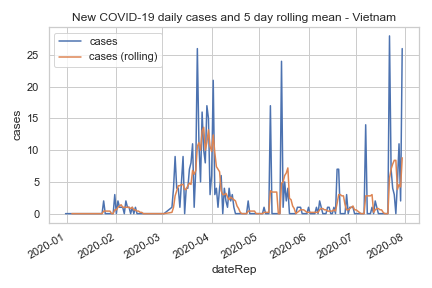 New COVID-19 daily cases and 5 day rolling mean - Vietnam
cases
cases (rolling)
25
20
15
10
5
0
cases
2020-01
2020-02
2020-03
2020-04
2020-05
2020-06
2020-07
2020-08
dateRep